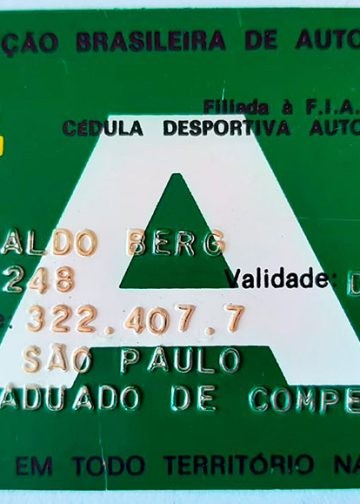 ÇÃO BRASILEIRA DE AUTO
Filiada à F.I.A.
CÉDULA DESPORTIVA AUTO
ALDO BERG
248 Validade: D
322.407.7
SÃO PAULO
ADUADO DE COMPE
EM TODO TERRITÓRIO NA